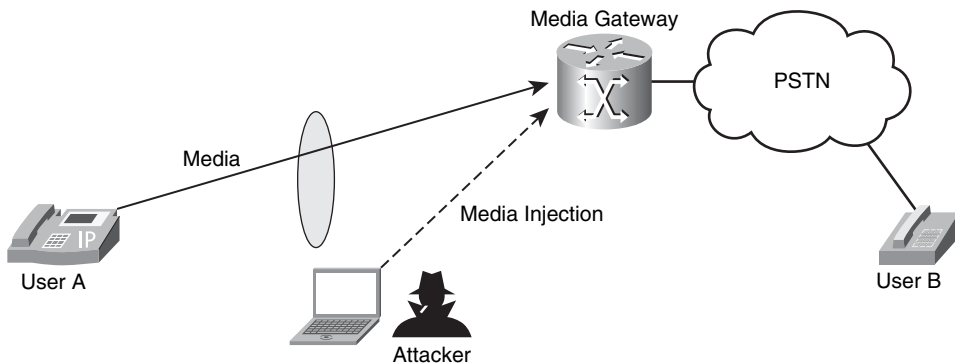 Media Gateway
PSTN
Media
Media Injection
IP
User A
User B
Attacker